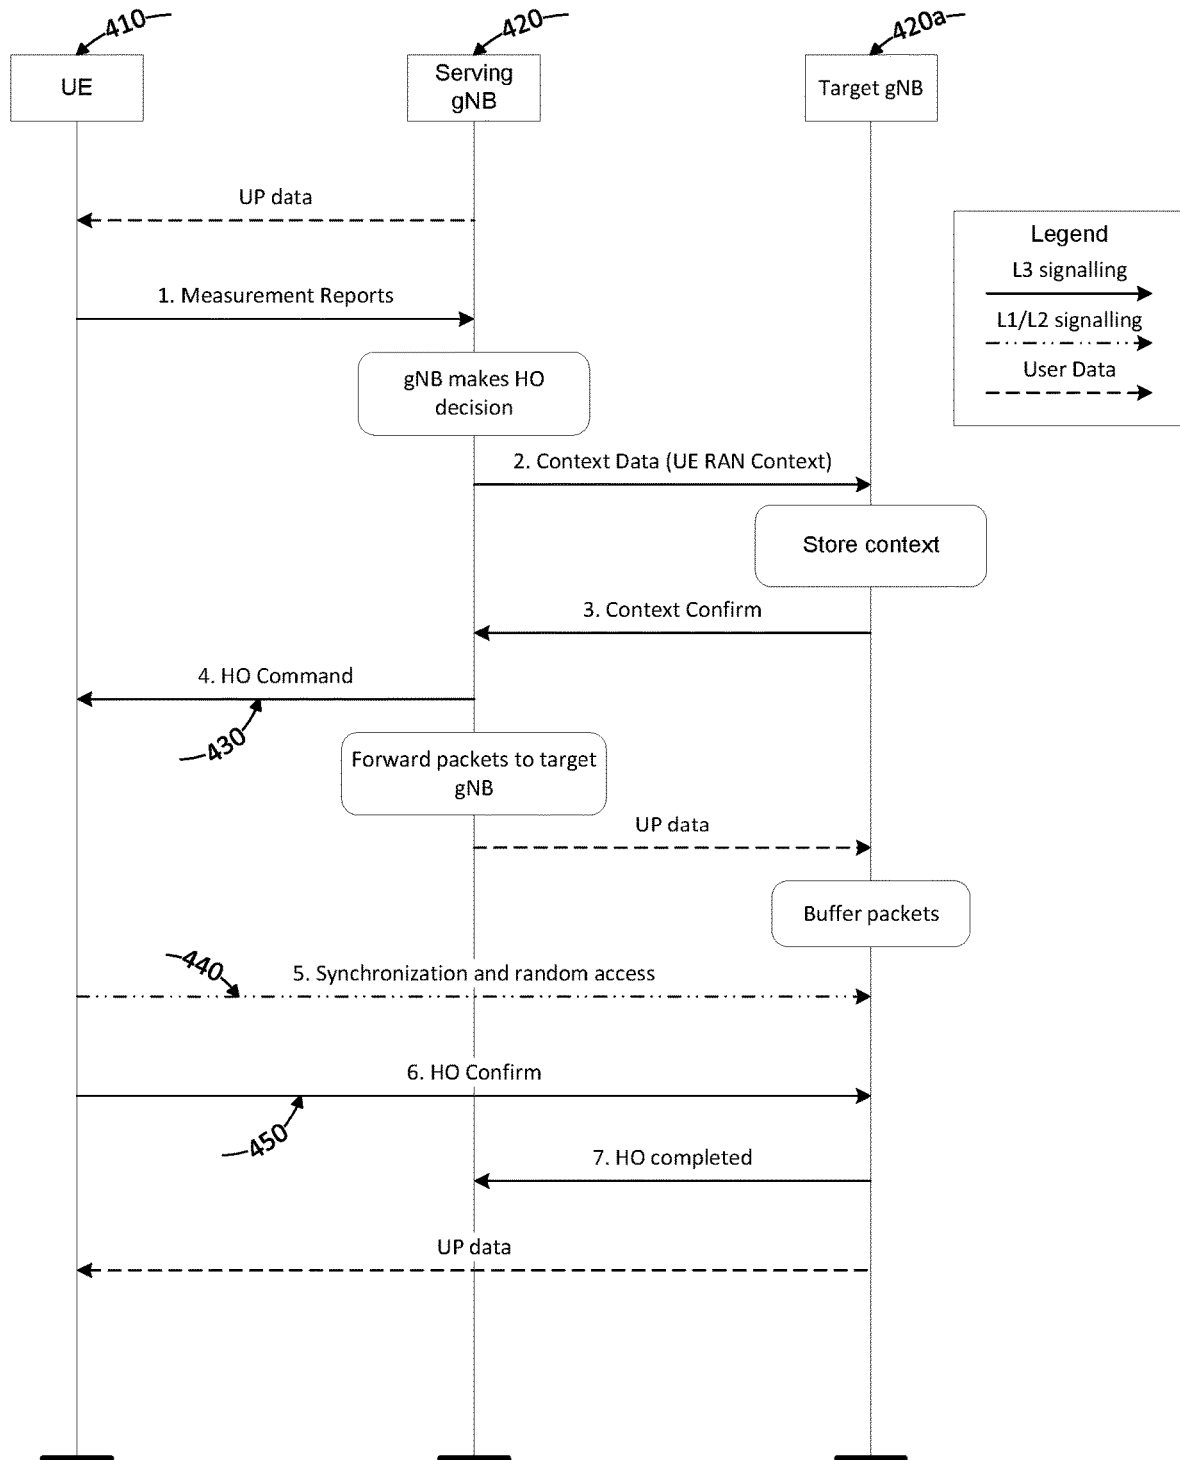 410
420
420a
UE
Serving
gNB
Target gNB
UP data
Legend
L3 signalling
L1/L2 signalling
User Data
1. Measurement Reports
gNB makes HO
decision
2. Context Data (UE RAN Context)
Store context
3. Context Confirm
4. HO Command
430
Forward packets to target
gNB
UP data
Buffer packets
440
5. Synchronization and random access
6. HO Confirm
450
7. HO completed
UP data